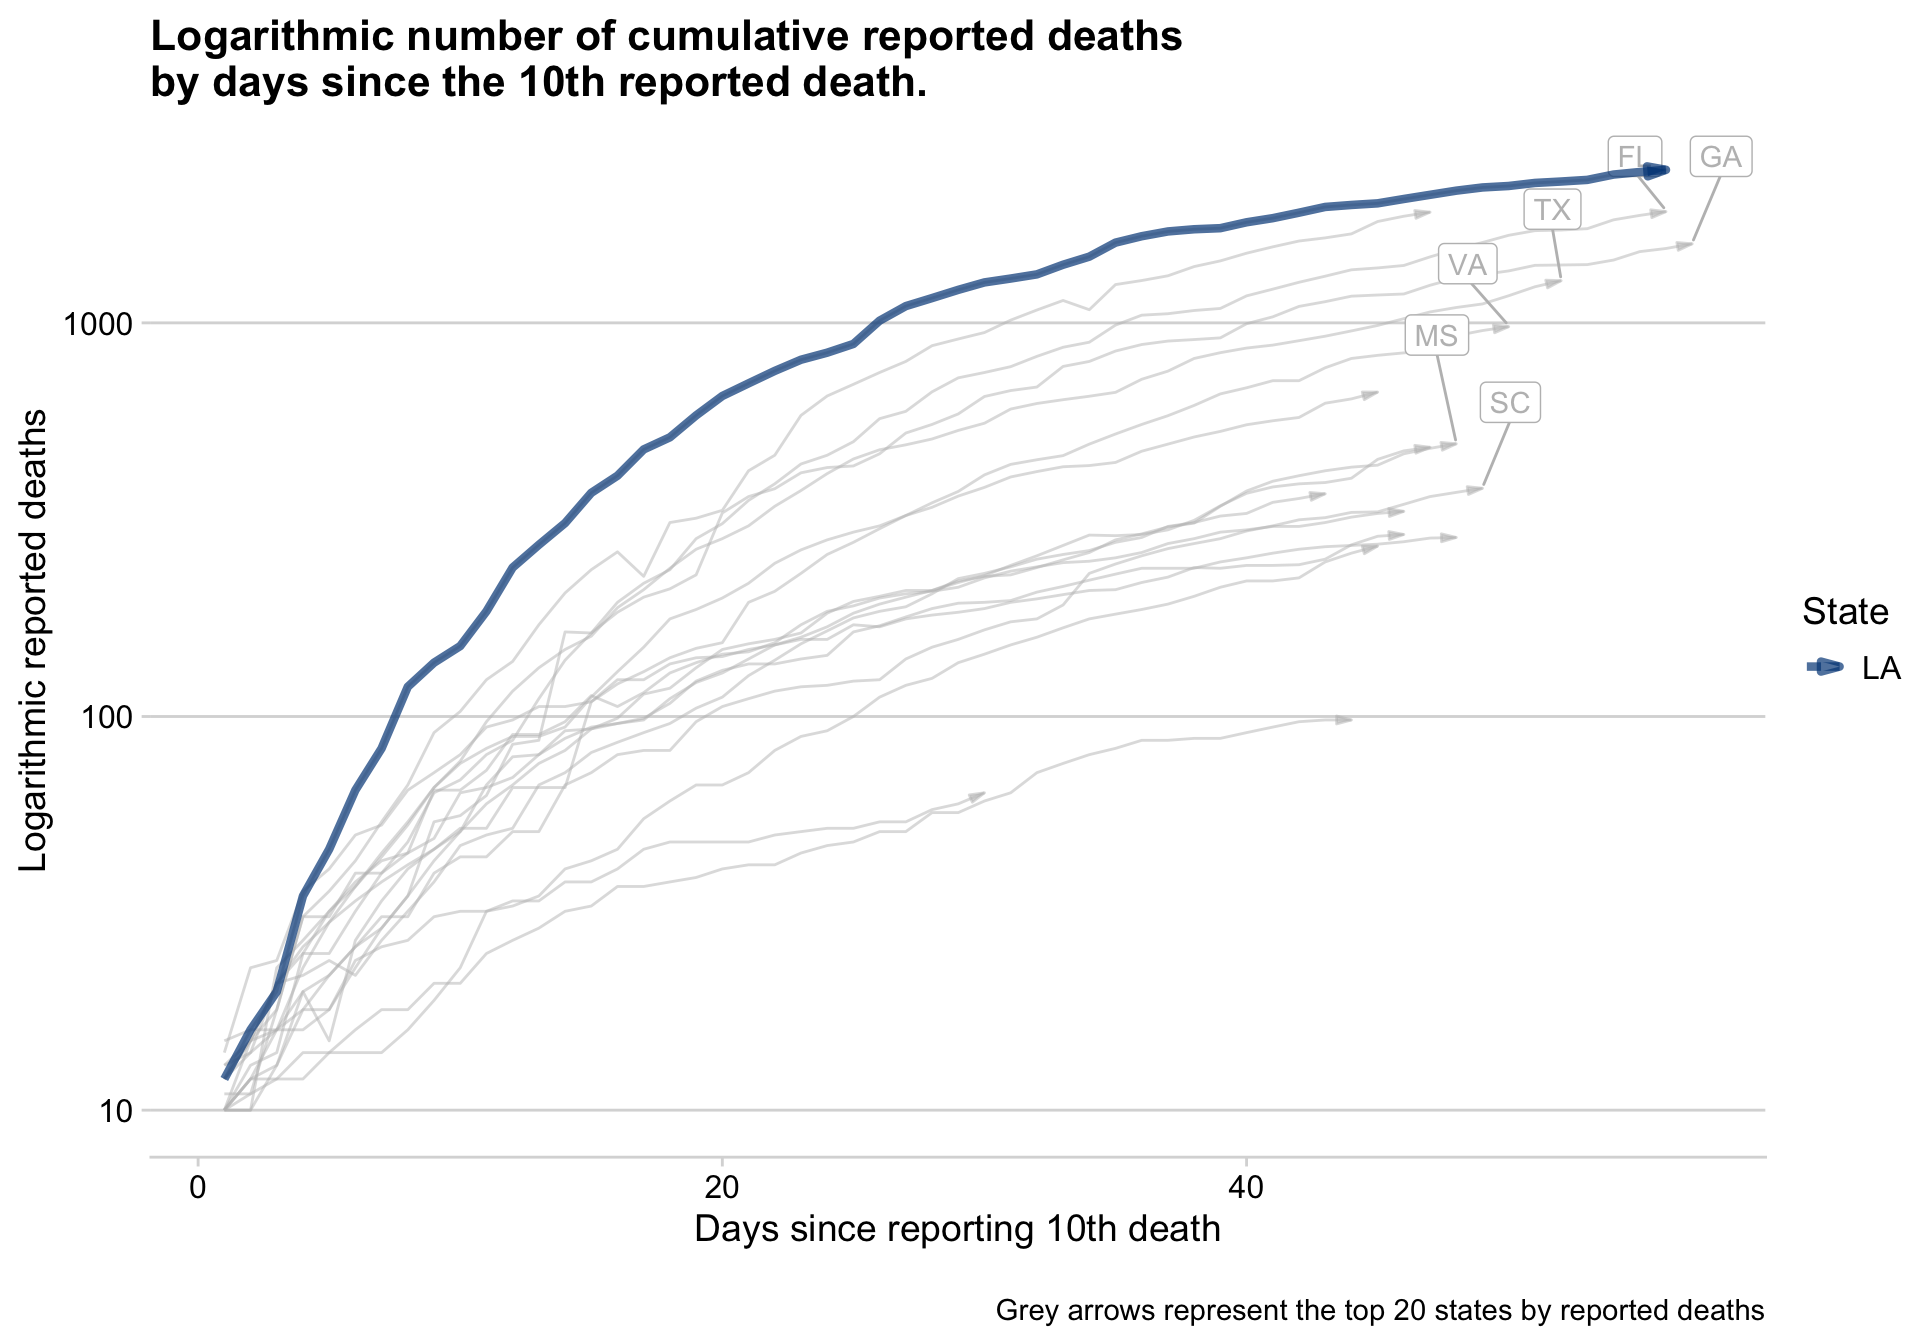 Logarithmic number of cumulative reported deaths
by days since the 10th reported death.
FL
GA
TX
VA
MS
SC
1000
100
10
Logarithmic reported deaths
0
20
40
Days since reporting 10th death
State
LA
Grey arrows represent the top 20 states by reported deaths